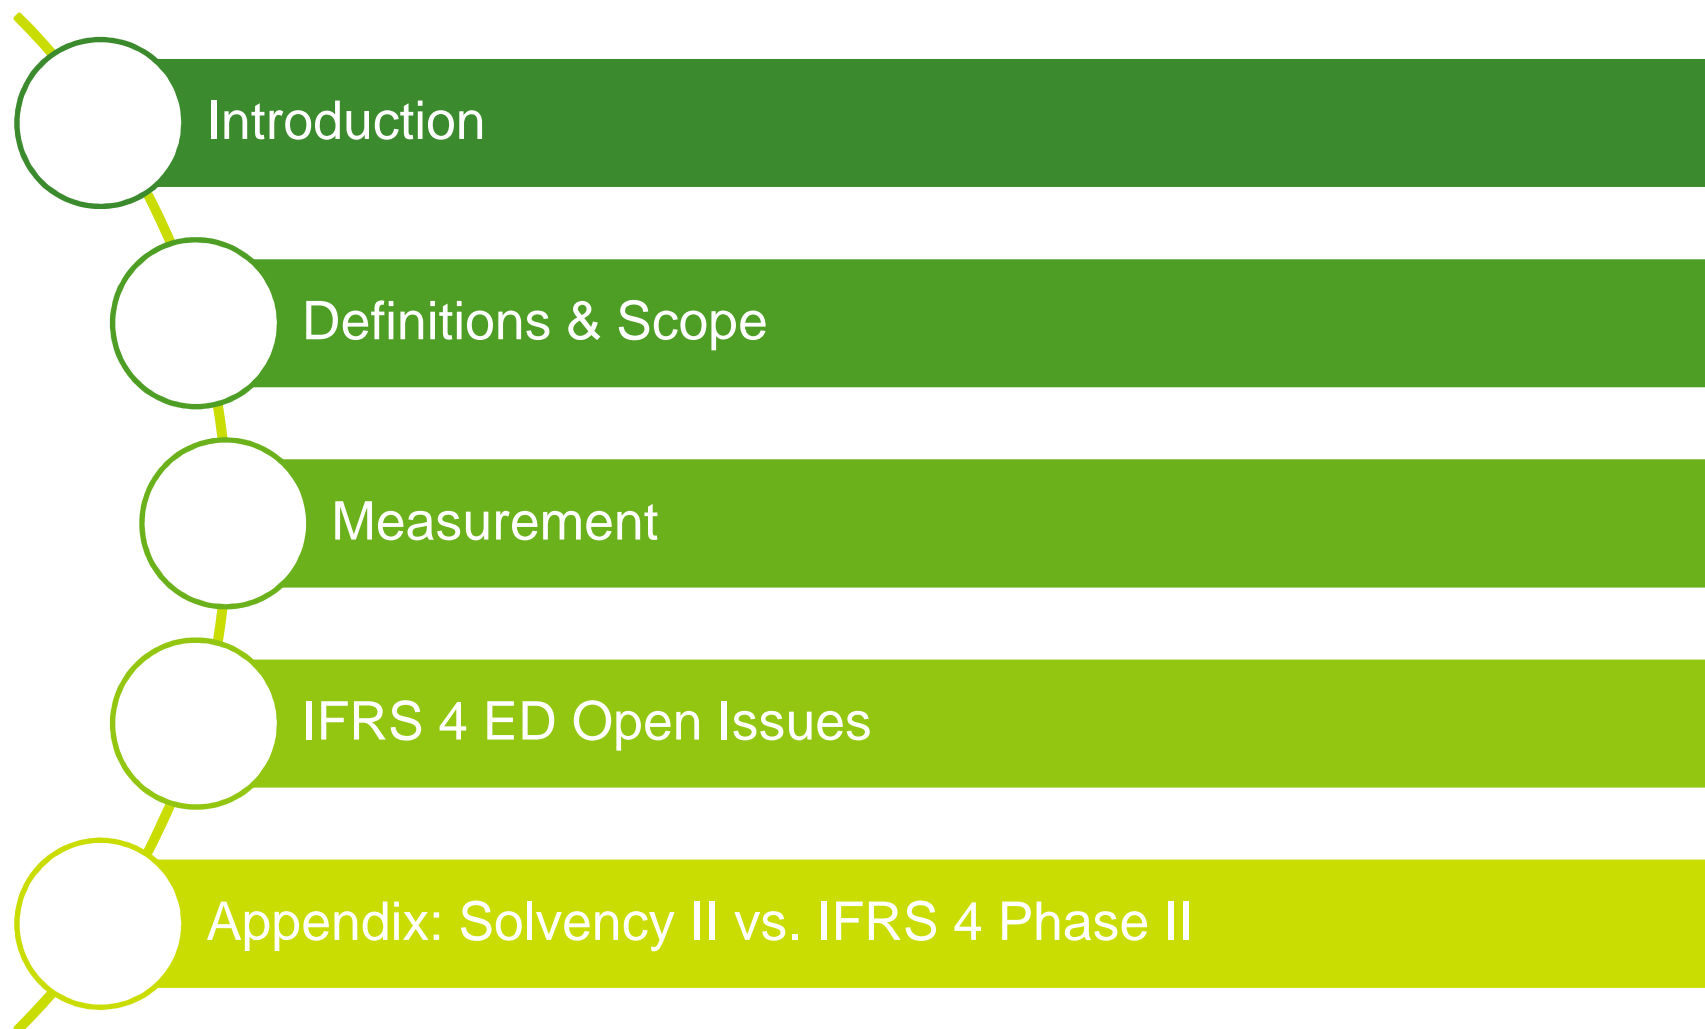 Introduction
Definitions & Scope
Measurement
IFRS 4 ED Open Issues
Appendix: Solvency II vs. IFRS 4 Phase II